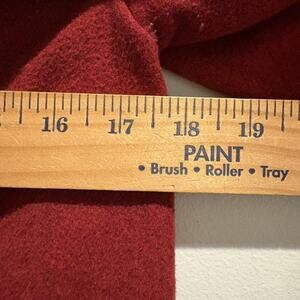 16 17 18 19
PAINT
• Brush • Roller • Tray